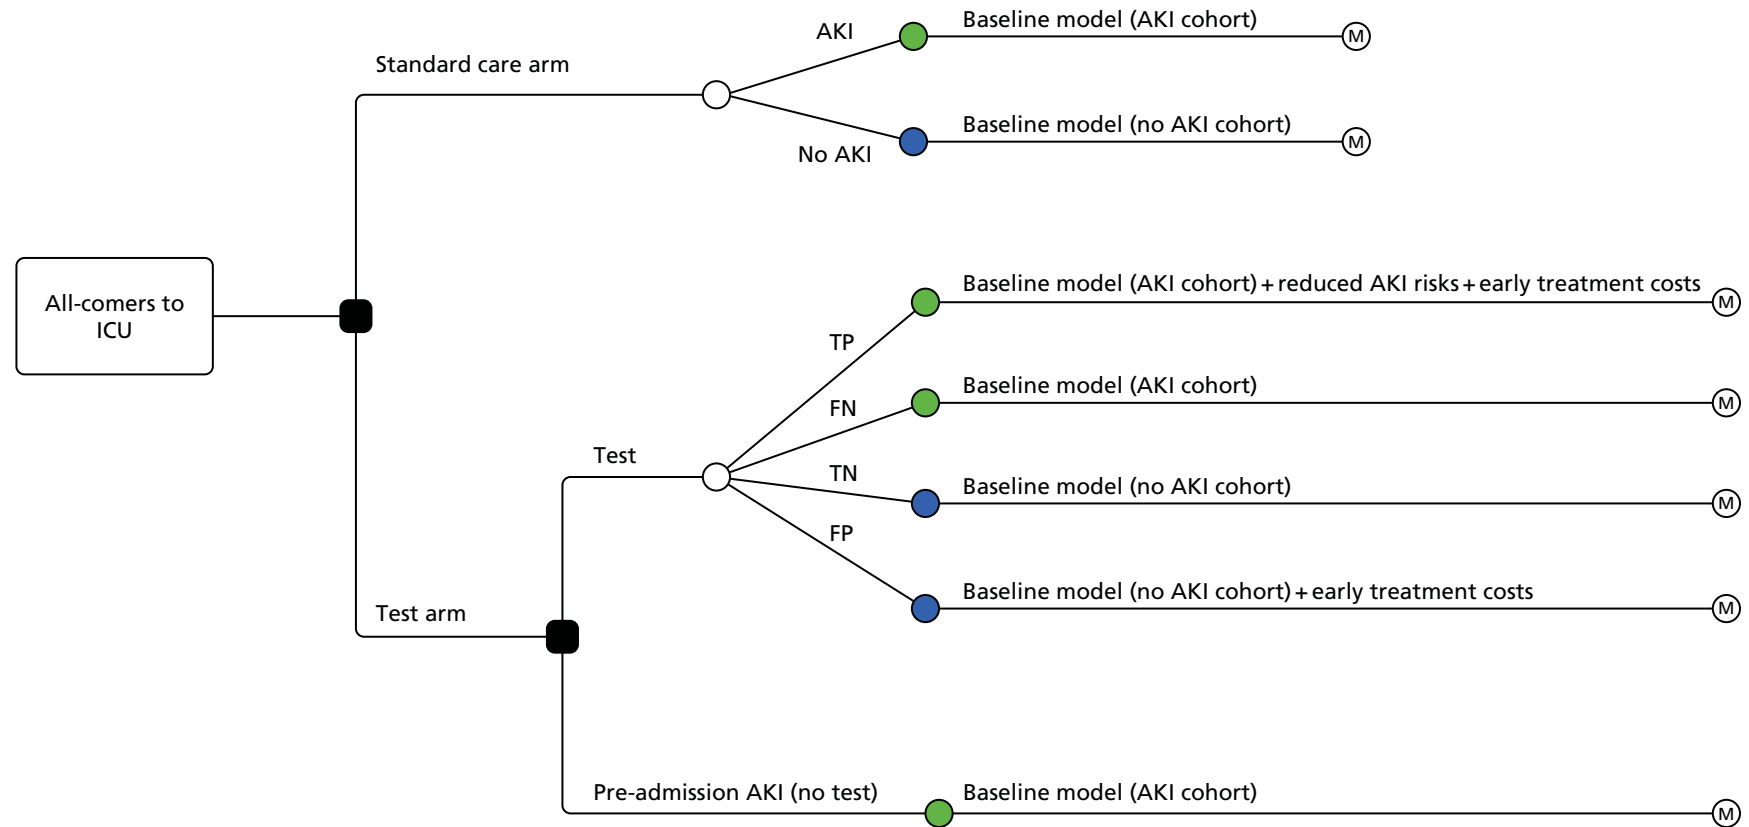 AKI
Baseline model (AKI cohort)
M
Standard care arm
Baseline model (no AKI cohort)
M
No AKI
All-comers to
ICU
Baseline model (AKI cohort)+reduced AKI risks+early treatment costs
M
TP
Baseline model (AKI cohort)
M
FN
Test
TN
Baseline model (no AKI cohort)
M
FP
Baseline model (no AKI cohort)+early treatment costs
M
Test arm
Pre-admission AKI (no test)
Baseline model (AKI cohort)
M